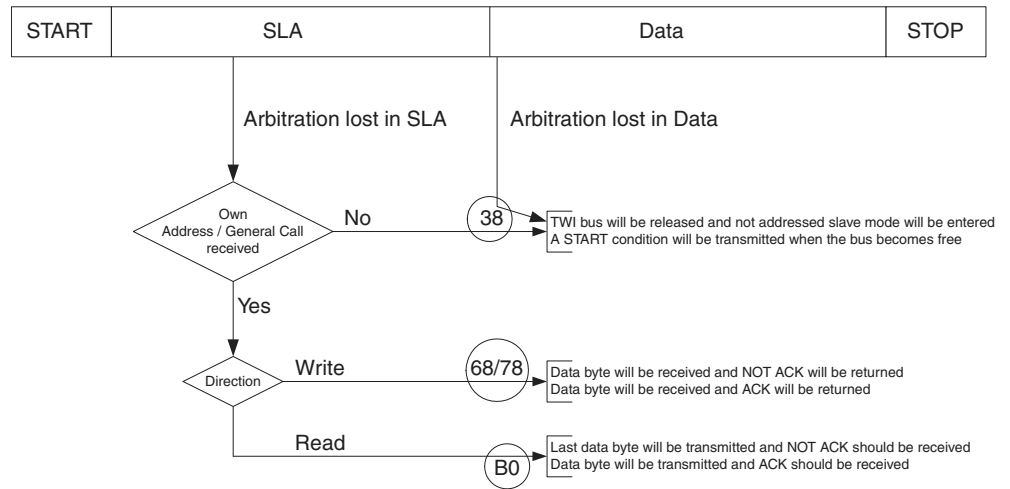 START SLA Data STOP
Arbitration lost in SLA Arbitration lost in Data
Own
Address / General Call
received
No
38
TWI bus will be released and not addressed slave mode will be entered
A START condition will be transmitted when the bus becomes free
Yes
Direction
Write
68/78
Data byte will be received and NOT ACK will be returned
Data byte will be received and ACK will be returned
Read
B0
Last data byte will be transmitted and NOT ACK should be received
Data byte will be transmitted and ACK should be received